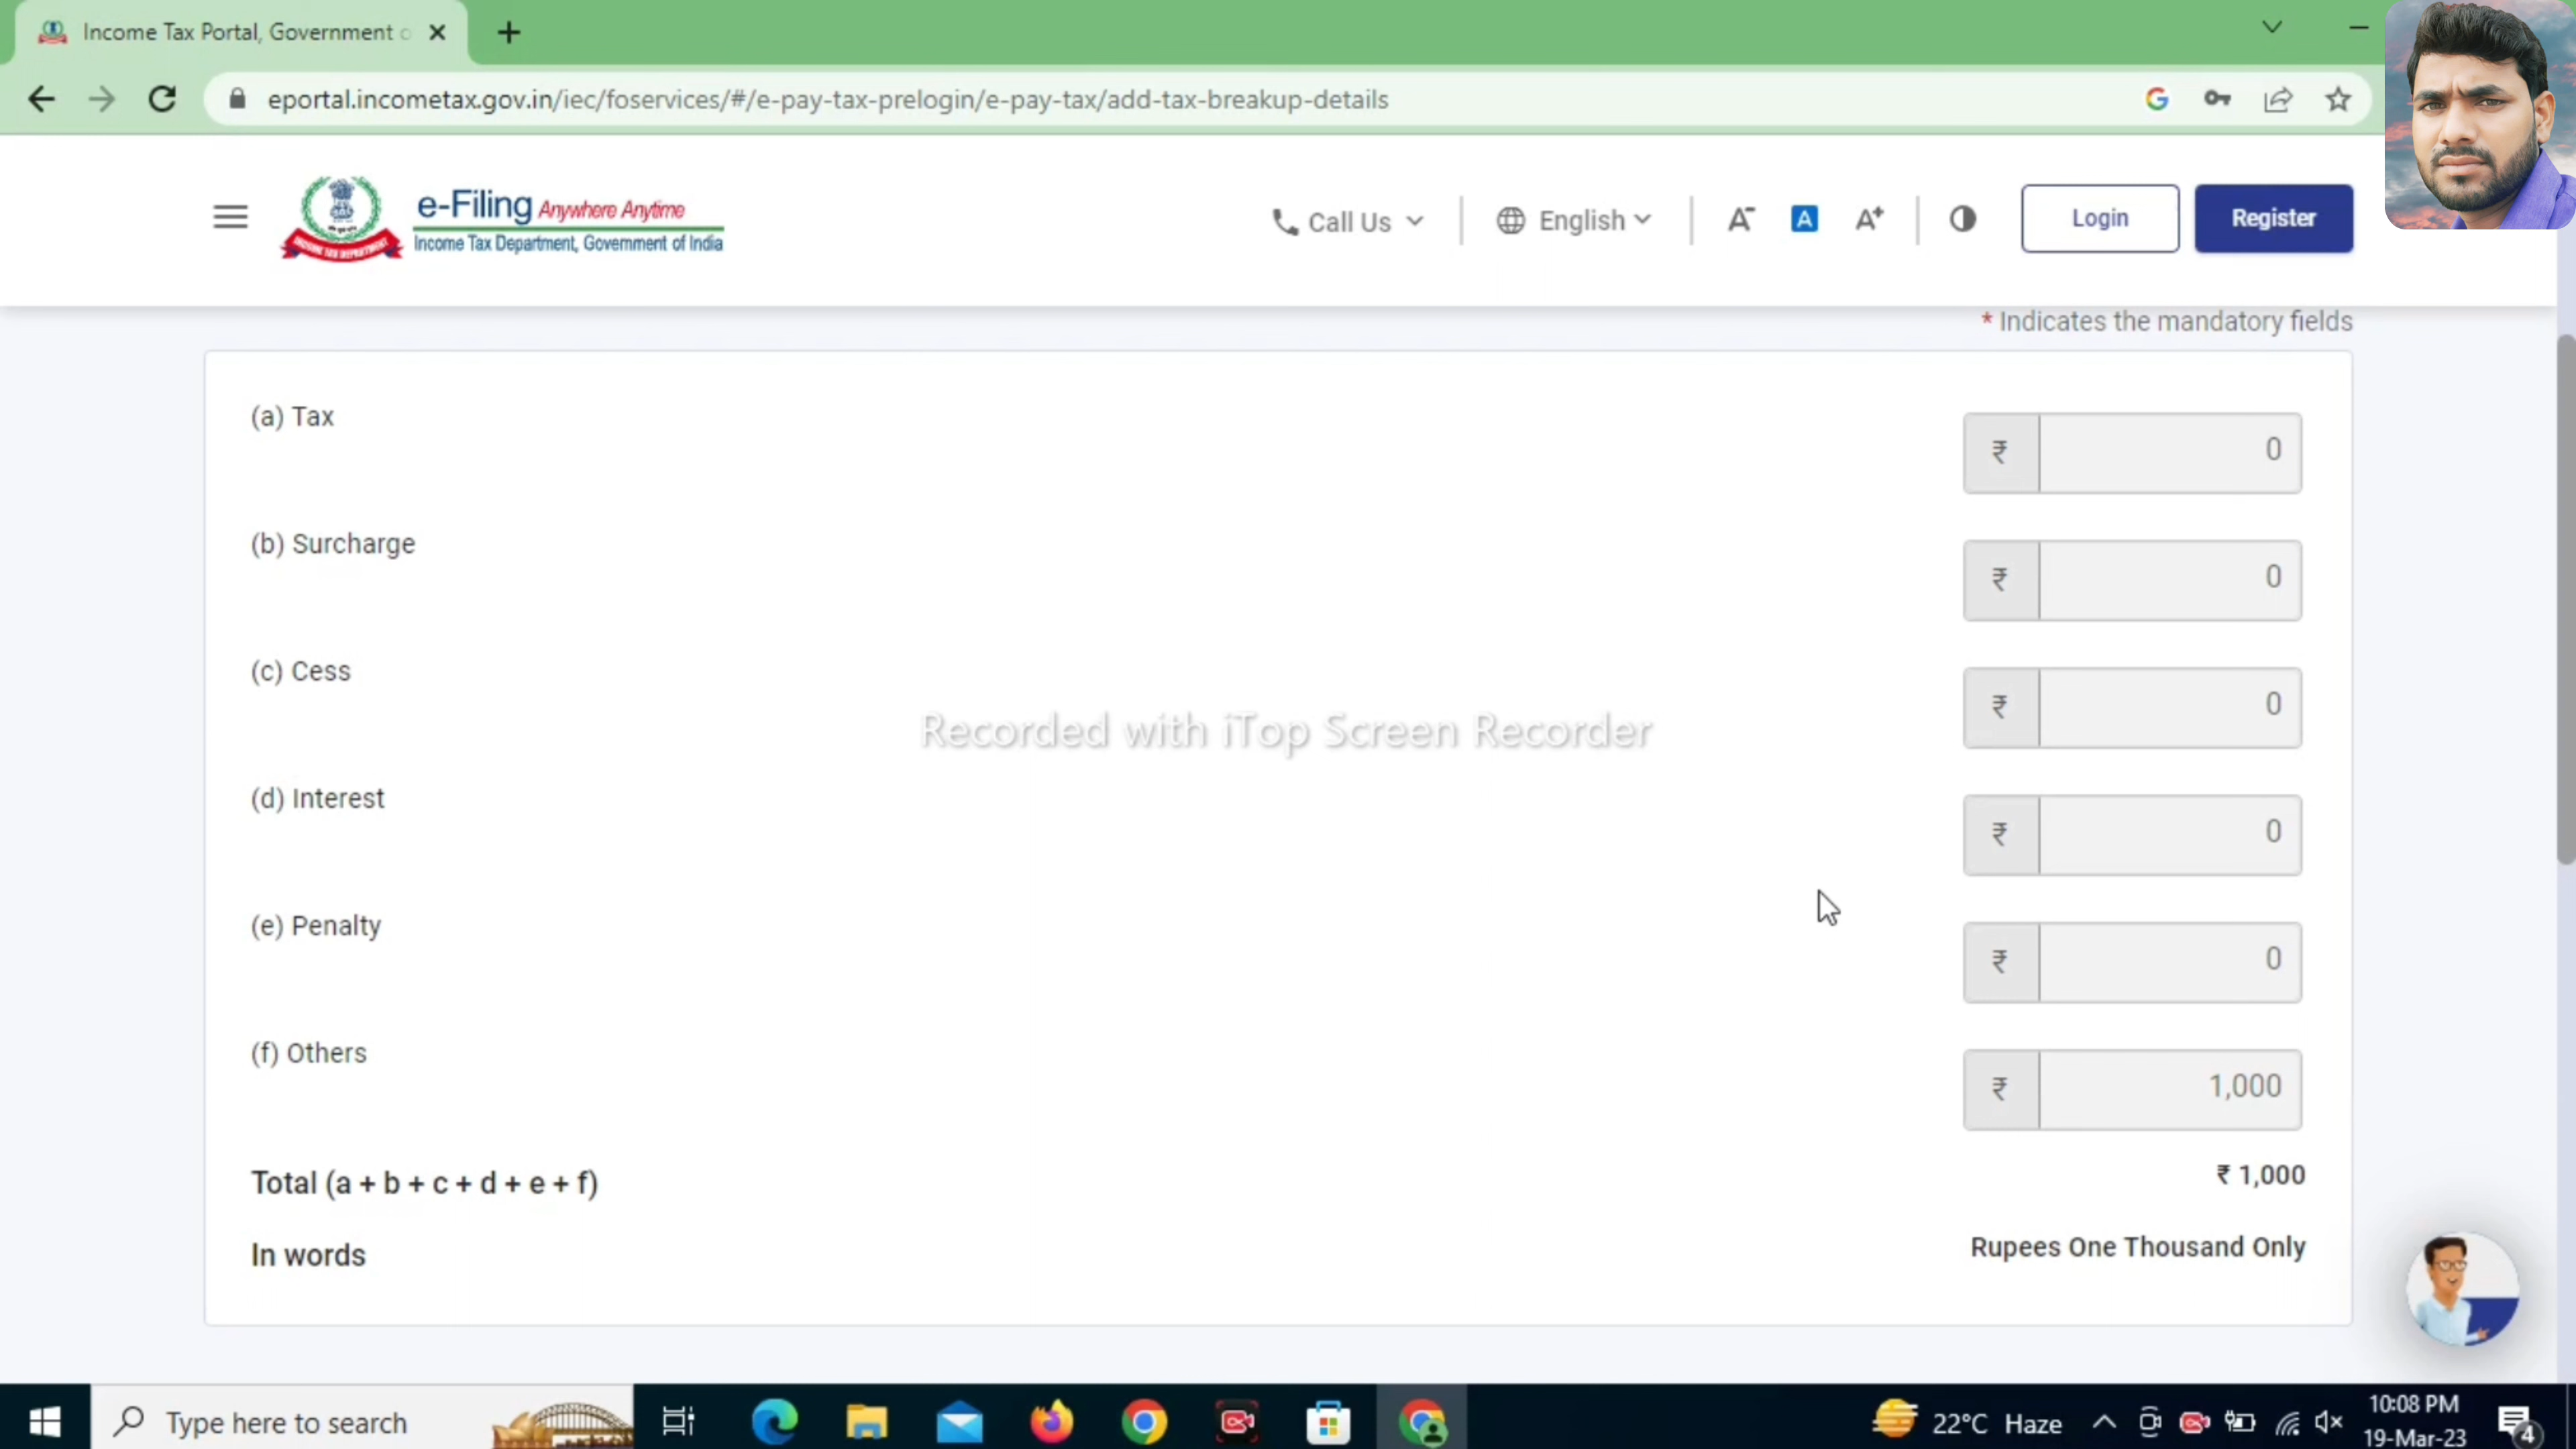 Income Tax Portal, Government o
eportal.incometax.gov.in/iec/foservices/#/e-pay-tax-prelogin/e-pay-tax/add-tax-breakup-details
e-Filing Anywhere Anytime
Income Tax Department, Government of India
Call Us
English
A-
A
A+
Login
Register
* Indicates the mandatory fields
(a) Tax
₹ 0
(b) Surcharge
₹ 0
(c) Cess
₹ 0
Recorded with iTop Screen Recorder
(d) Interest
₹ 0
(e) Penalty
₹ 0
(f) Others
₹ 1,000
Total (a + b + c + d + e + f)
₹ 1,000
In words
Rupees One Thousand Only
Type here to search
22°C Haze
10:08 PM
19-Mar-23
4